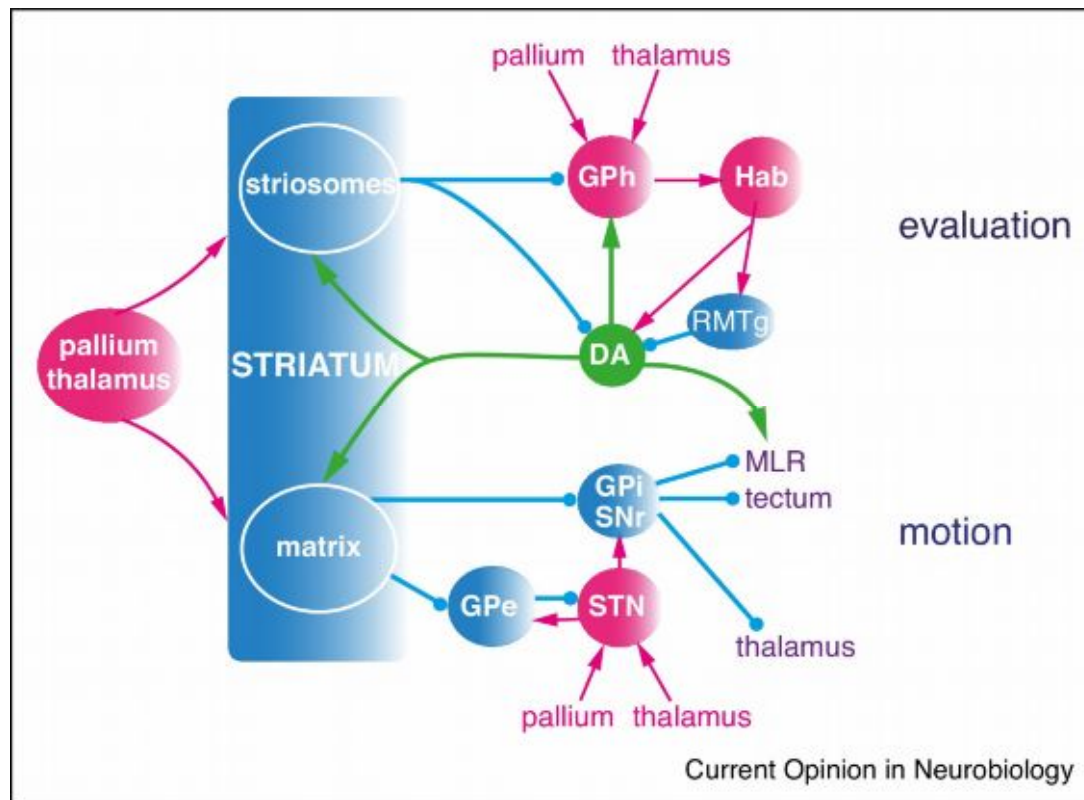 pallium thalamus
striosomes
GPh
Hab
evaluation
RMTg
pallium
thalamus
STRIATUM
DA
MLR
GPi
SNr
tectum
motion
matrix
GPe
STN
thalamus
pallium thalamus
Current Opinion in Neurobiology